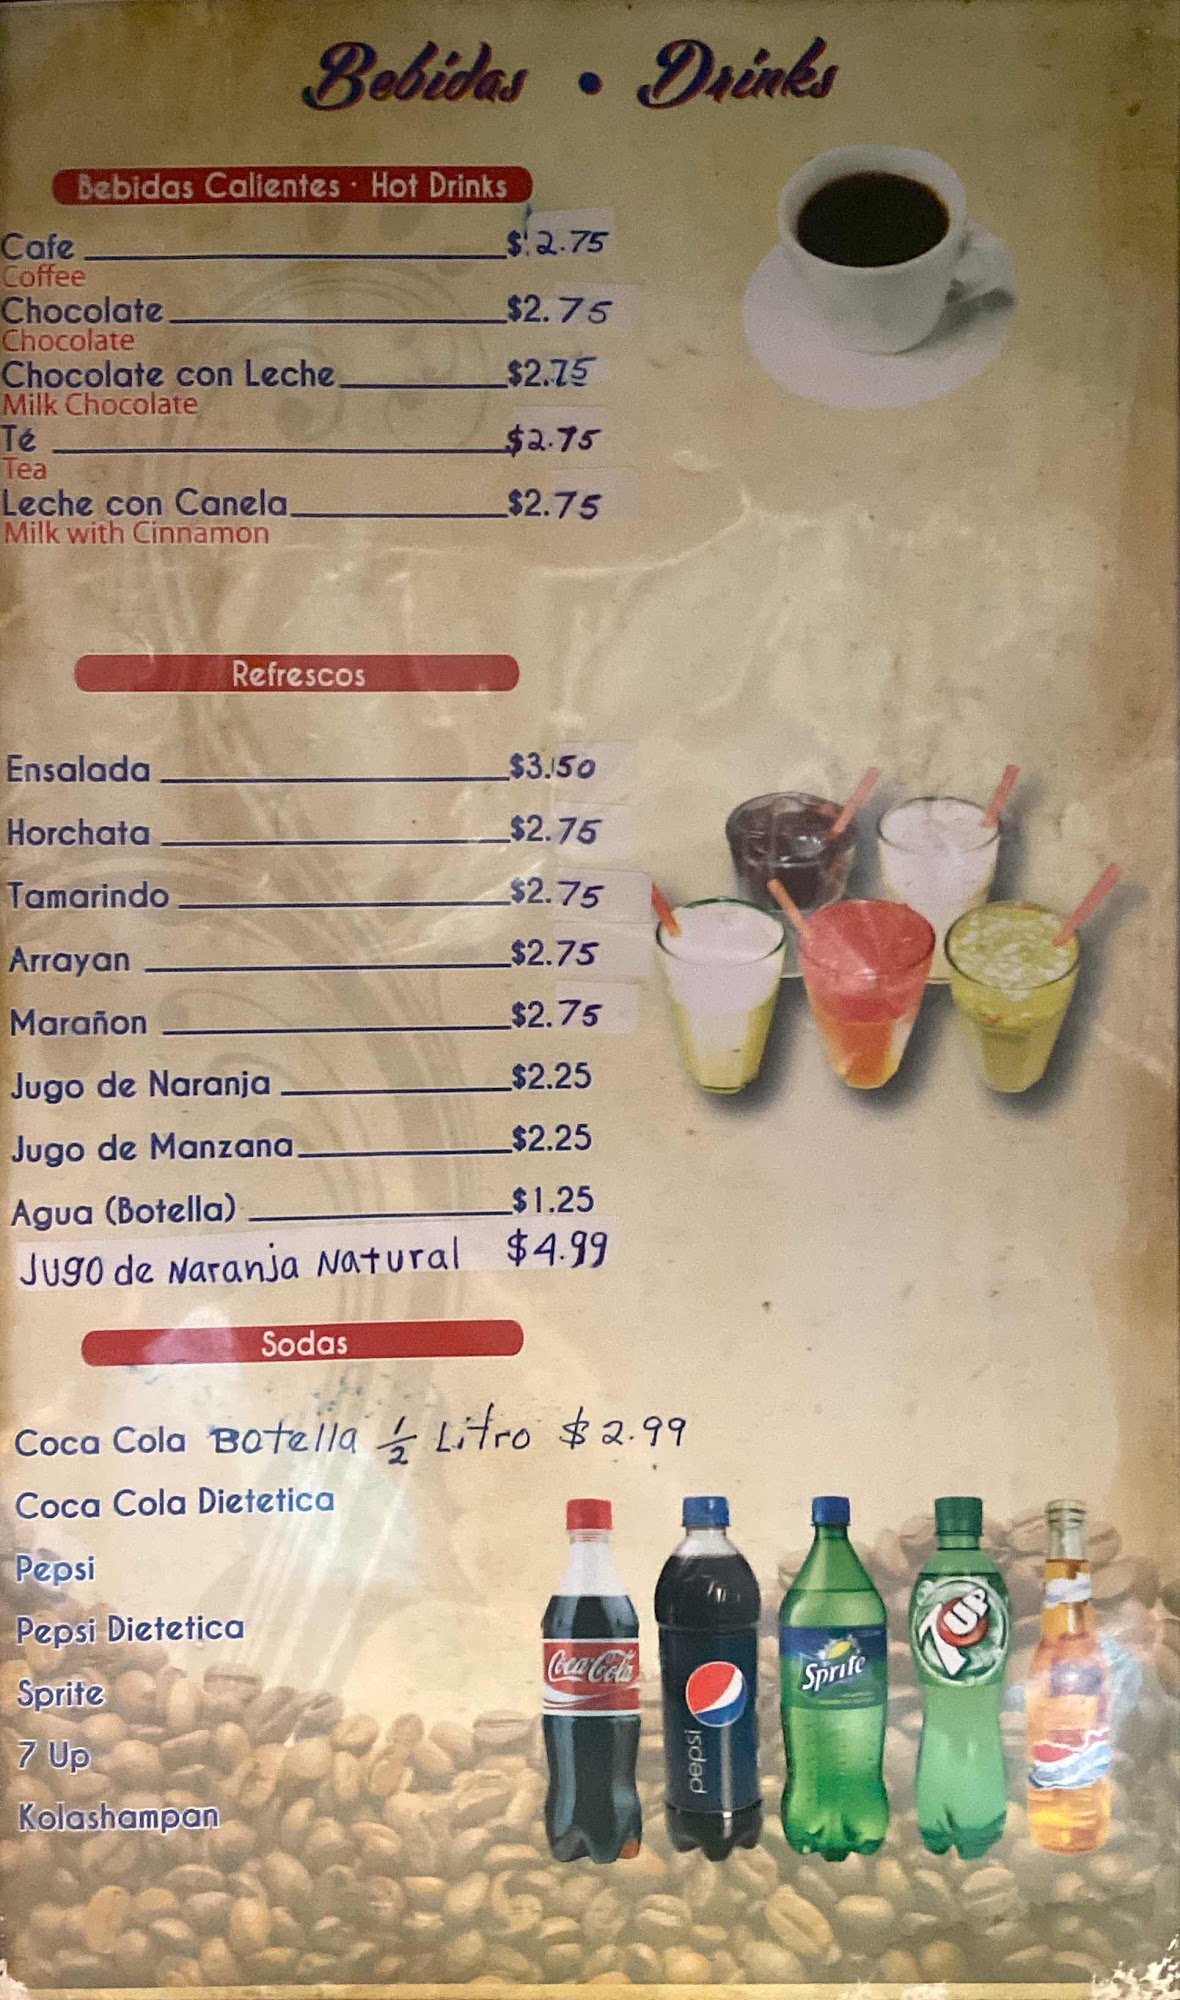 Bebidas • Drinks
Bebidas Calientes · Hot Drinks
Cafe $ 2.75
Coffee
Chocolate $2.75
Chocolate
Chocolate con Leche $2.75
Milk Chocolate
Té $2.75
Tea
Leche con Canela $2.75
Milk with Cinnamon
Refrescos
Ensalada $3.50
Horchata $2.75
Tamarindo $2.75
Arrayan $2.75
Marañon $2.75
Jugo de Naranja $2.25
Jugo de Manzana $2.25
Agua (Botella) $1.25
Jugo de Naranja Natural $4.99
Sodas
Coca Cola Botella 1/2 Litro $2.99
Coca Cola Dietetica
Pepsi
Pepsi Dietetica
Sprite
7 Up
Kolashampan
Coca-Cola
pepsi
Sprite
7UP